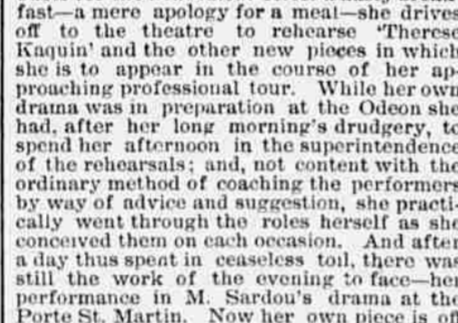 fast—a mere apology for a meal—she drives
off to the theatre to rehearse 'Therese
Kaquin' and the other new pieces in which
she is to appear in the course of her ap-
proaching professional tour. While her own
drama was in preparation at the Odeon she
had, after her long morning's drudgery, to
spend her afternoon in the superintendence
of the rehearsals; and, not content with the
ordinary method of coaching the performers
by way of advice and suggestion, she practi-
cally went through the roles herself as she
conceived them on each occasion. And after
a day thus spent in ceaseless toil, there was
still the work of the evening to face—her
performance in M. Sardou's drama at the
Porte St. Martin. Now her own piece is off